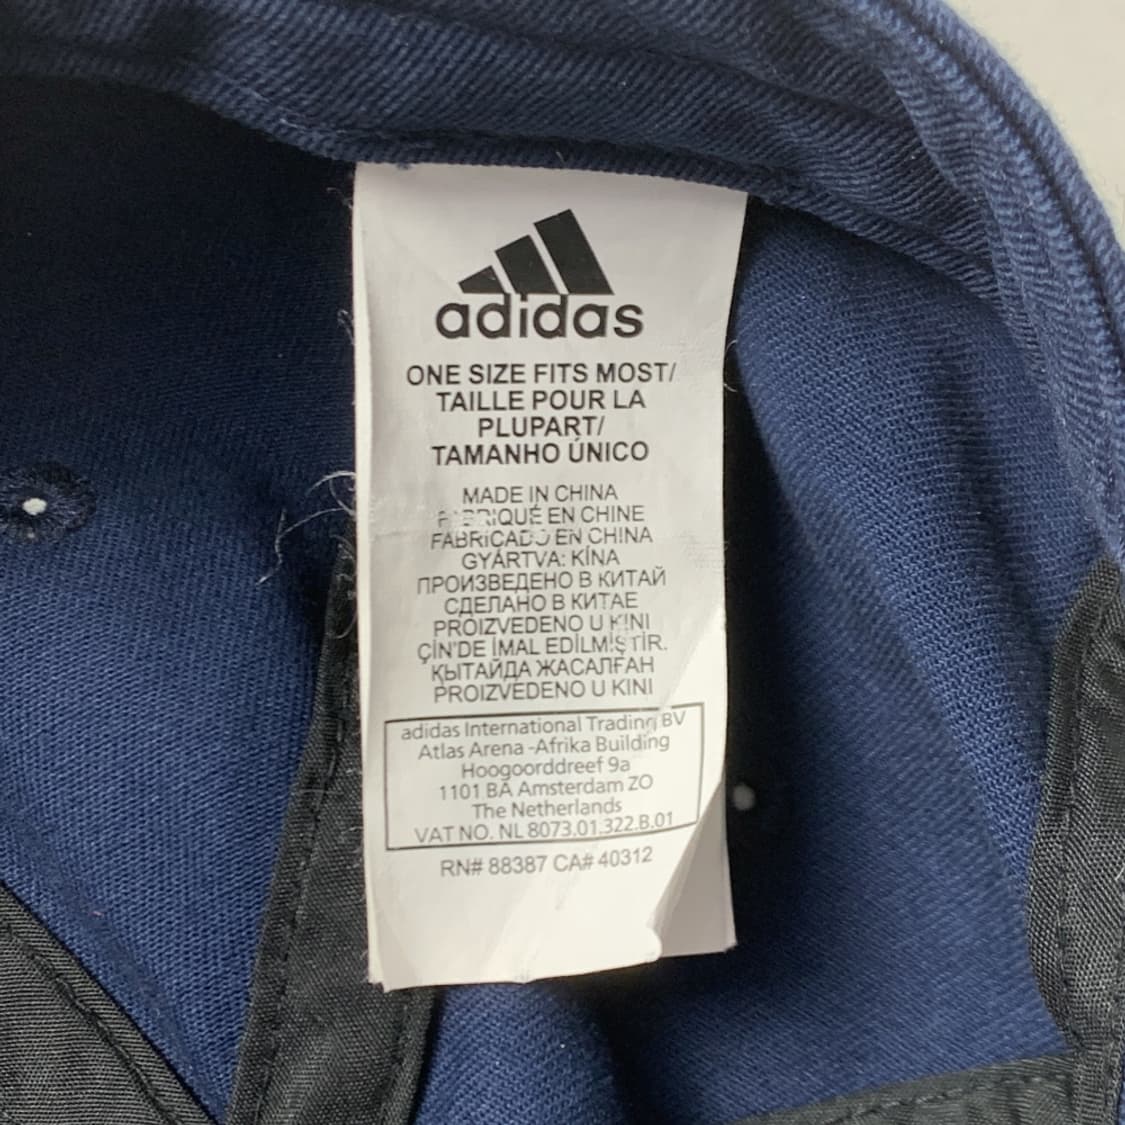 adidas
ONE SIZE FITS MOST/
TAILLE POUR LA
PLUPART/
TAMANHO ÚNICO
MADE IN CHINA
FABRIQUÉ EN CHINE
FABRICADO EN CHINA
GYÁRTVA: KÍNA
ПРОИЗВЕДЕНО В КИТАЙ
СДЕЛАНО В КИТАЕ
PROIZVEDENO U KINI
ÇİN'DE İMAL EDİLMİŞTİR.
ҚЫТАЙДА ЖАСАЛҒАН
PROIZVEDENO U KINI
adidas International Trading BV
Atlas Arena -Afrika Building
Hoogoorddreef 9a
1101 BA Amsterdam ZO
The Netherlands
VAT NO. NL 8073.01.322.B.01
RN# 88387 CA# 40312